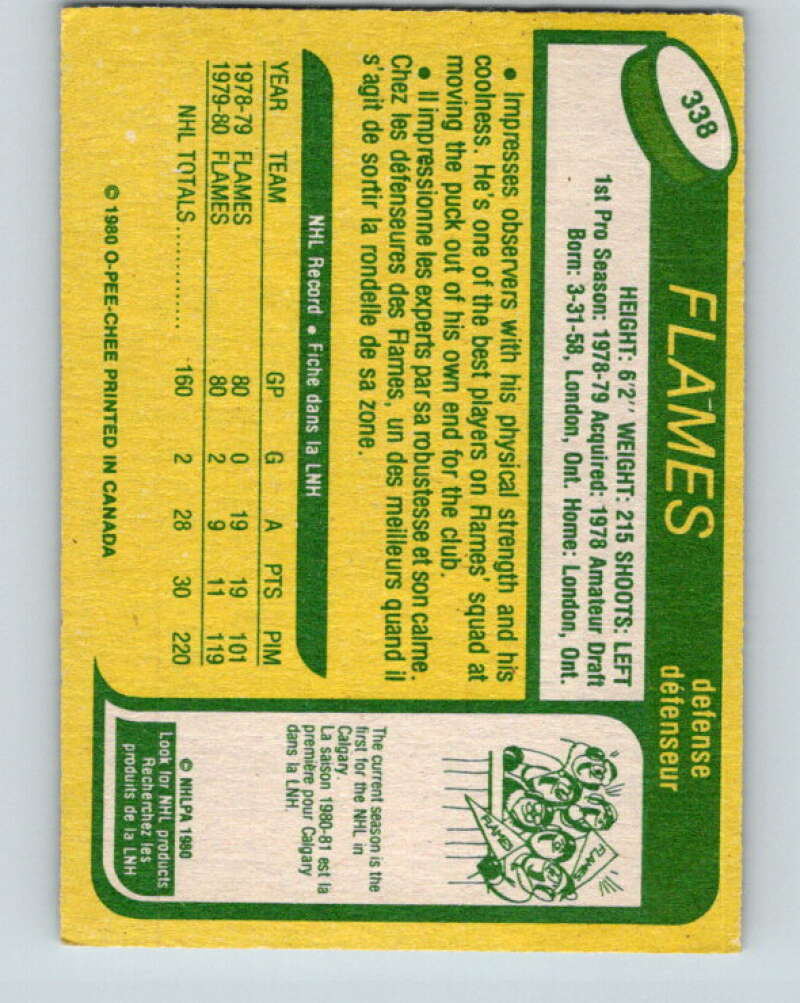 338
FLAMES
defense
défenseur
HEIGHT: 6'2'' WEIGHT: 215 SHOOTS: LEFT
1st Pro Season: 1978-79 Acquired: 1978 Amateur Draft
Born: 3-31-58, London, Ont. Home: London, Ont.
• Impresses observers with his physical strength and his
coolness. He's one of the best players on Flames' squad at
moving the puck out of his own end for the club.
• Il impressionne les experts par sa robustesse et son calme.
Chez les défenseures des Flames, un des meilleurs quand il
s'agit de sortir la rondelle de sa zone.
NHL Record • Fiche dans la LNH
YEAR TEAM GP G A PTS PIM
1978-79 FLAMES 80 0 19 19 101
1979-80 FLAMES 80 2 9 11 119
NHL TOTALS............. 160 2 28 30 220
© 1980 O-PEE-CHEE PRINTED IN CANADA
FLAMES
FLAMES
The current season is the
first for the NHL in
Calgary.
La saison 1980-81 est la
première pour Calgary
dans la LNH.
© NHLPA 1980
Look for NHL products
Recherchez les
produits de la LNH